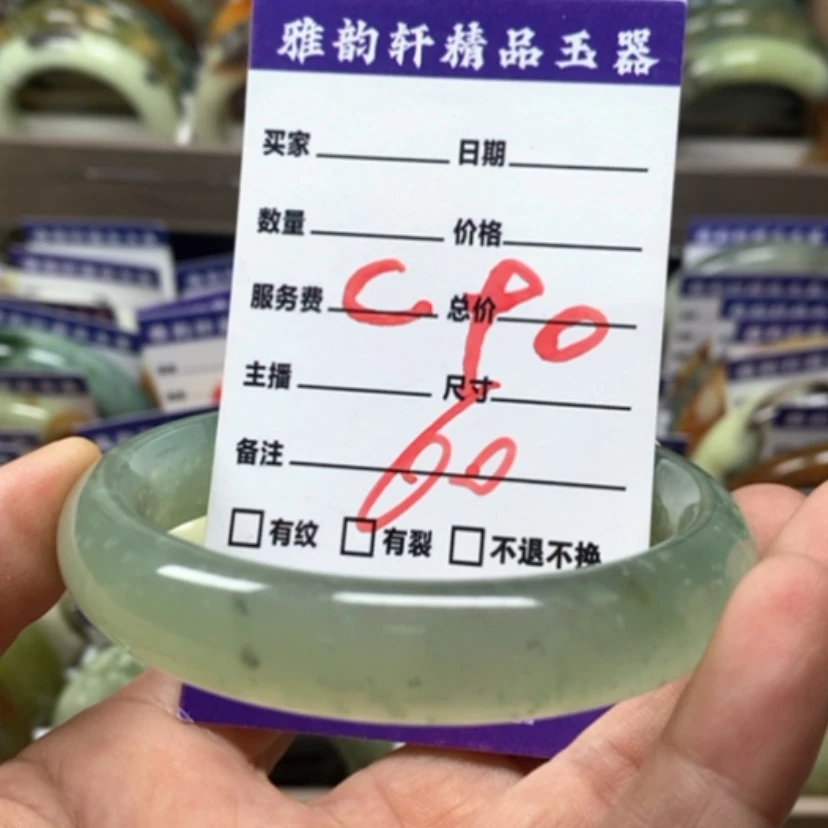 雅韵轩精品玉器
买家 日期
数量 价格
服务费 总价
C90
主播 尺寸
60
备注
有纹 有裂 不退不换